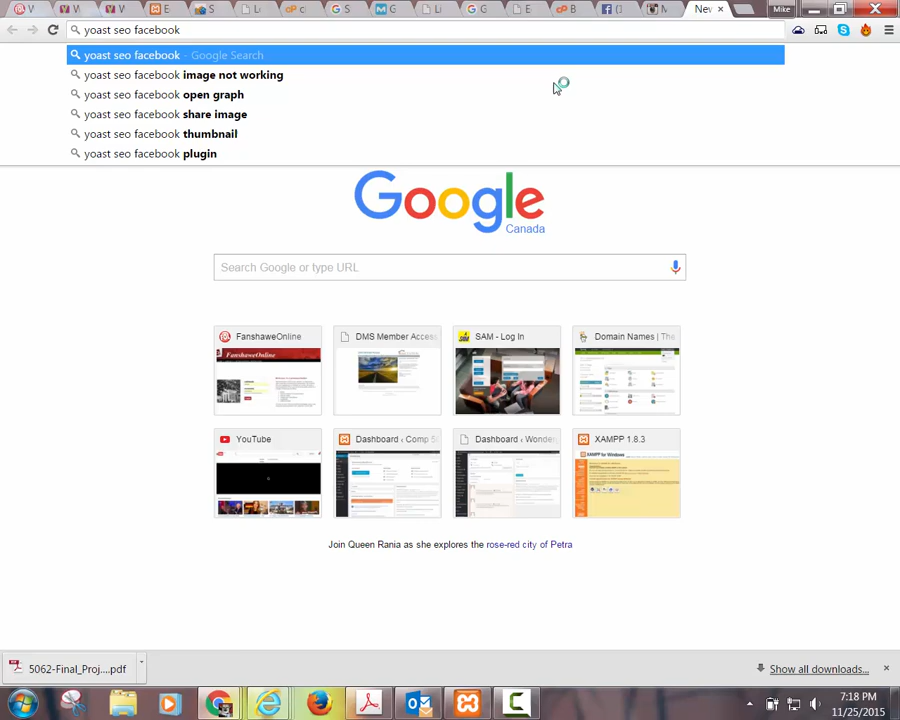 New
Mike
yoast seo facebook
yoast seo facebook - Google Search
yoast seo facebook image not working
yoast seo facebook open graph
yoast seo facebook share image
yoast seo facebook thumbnail
yoast seo facebook plugin
Google
Canada
Search Google or type URL
FanshaweOnline
DMS Member Access
SAM - Log In
Domain Names | The
YouTube
Dashboard ‹ Comp S
Dashboard ‹ Wonder
XAMPP 1.8.3
Join Queen Rania as she explores the rose-red city of Petra
5062-Final_Proj....pdf
Show all downloads...
7:18 PM
11/25/2015